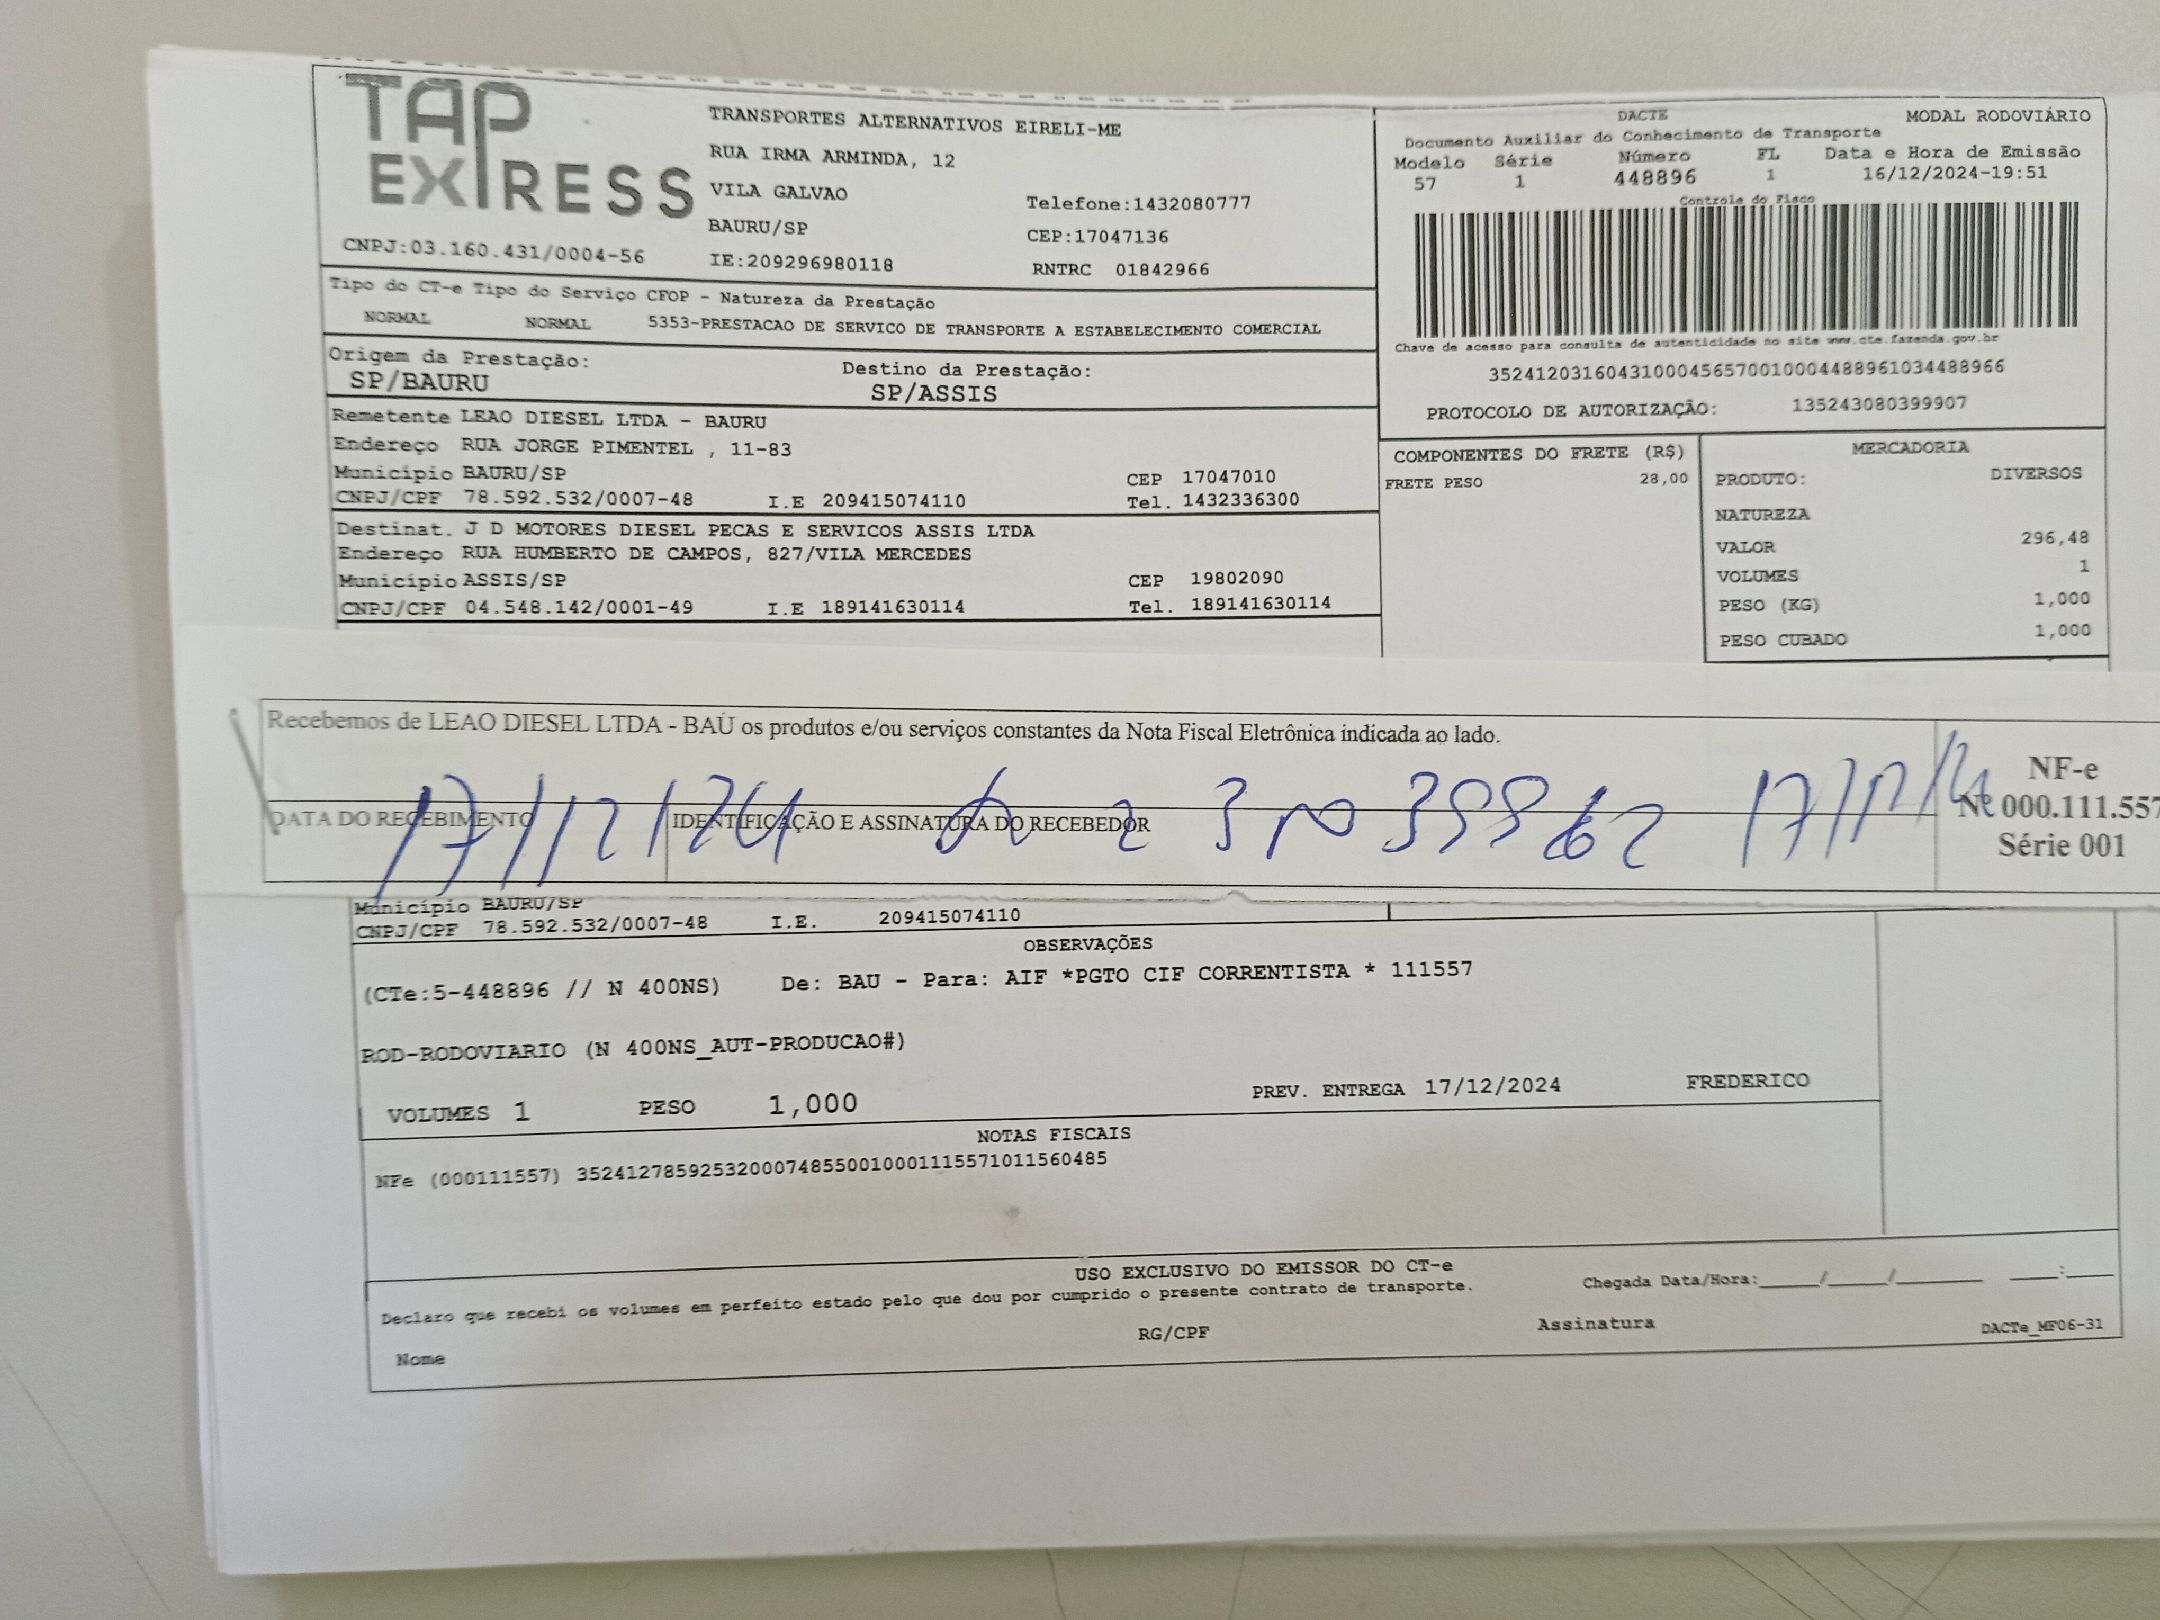 TAP
EXPRESS
CNPJ:03.160.431/0004-56
TRANSPORTES ALTERNATIVOS EIRELI-ME
RUA IRMA ARMINDA, 12
VILA GALVAO
BAURU/SP
IE:209296980118
Telefone:1432080777
CEP:17047136
RNTRC 01842966
DACTE
MODAL RODOVIÁRIO
Documento Auxiliar do Conhecimento de Transporte
Modelo Série Número FL Data e Hora de Emissão
57 1 448896 1 16/12/2024-19:51
Controle do Fisco
Chave de acesso para consulta de autenticidade no site www.cte.fazenda.gov.br
35241203160431000456570010004488961034488966
PROTOCOLO DE AUTORIZAÇÃO: 135243080399907
Tipo do CT-e Tipo do Serviço CFOP - Natureza da Prestação
NORMAL NORMAL 5353-PRESTACAO DE SERVICO DE TRANSPORTE A ESTABELECIMENTO COMERCIAL
Origem da Prestação: Destino da Prestação:
SP/BAURU SP/ASSIS
Remetente LEAO DIESEL LTDA - BAURU
Endereço RUA JORGE PIMENTEL , 11-83
Município BAURU/SP CEP 17047010
CNPJ/CPF 78.592.532/0007-48 I.E 209415074110 Tel. 1432336300
Destinat. J D MOTORES DIESEL PECAS E SERVICOS ASSIS LTDA
Endereço RUA HUMBERTO DE CAMPOS, 827/VILA MERCEDES
Município ASSIS/SP CEP 19802090
CNPJ/CPF 04.548.142/0001-49 I.E 189141630114 Tel. 189141630114
COMPONENTES DO FRETE (R$)
FRETE PESO 28,00
MERCADORIA
PRODUTO: DIVERSOS
NATUREZA
VALOR 296,48
VOLUMES 1
PESO (KG) 1,000
PESO CUBADO 1,000
Recebemos de LEAO DIESEL LTDA - BAU os produtos e/ou serviços constantes da Nota Fiscal Eletrônica indicada ao lado.
DATA DO RECEBIMENTO IDENTIFICAÇÃO E ASSINATURA DO RECEBEDOR
17/12/24
NF-e
Nº 000.111.557
Série 001
Município BAURU/SP
CNPJ/CPF 78.592.532/0007-48 I.E. 209415074110
OBSERVAÇÕES
(CTe:5-448896 // N 400NS) De: BAU - Para: AIF *PGTO CIF CORRENTISTA * 111557
ROD-RODOVIARIO (N 400NS_AUT-PRODUCAO#)
VOLUMES 1 PESO 1,000 PREV. ENTREGA 17/12/2024 FREDERICO
NOTAS FISCAIS
NFe (000111557) 35241278592532000748550010001115571011560485
USO EXCLUSIVO DO EMISSOR DO CT-e
Declaro que recebi os volumes em perfeito estado pelo que dou por cumprido o presente contrato de transporte.
Chegada Data/Hora:_____/_____/_______ ____:____
Nome RG/CPF Assinatura DACTe_MF06-31